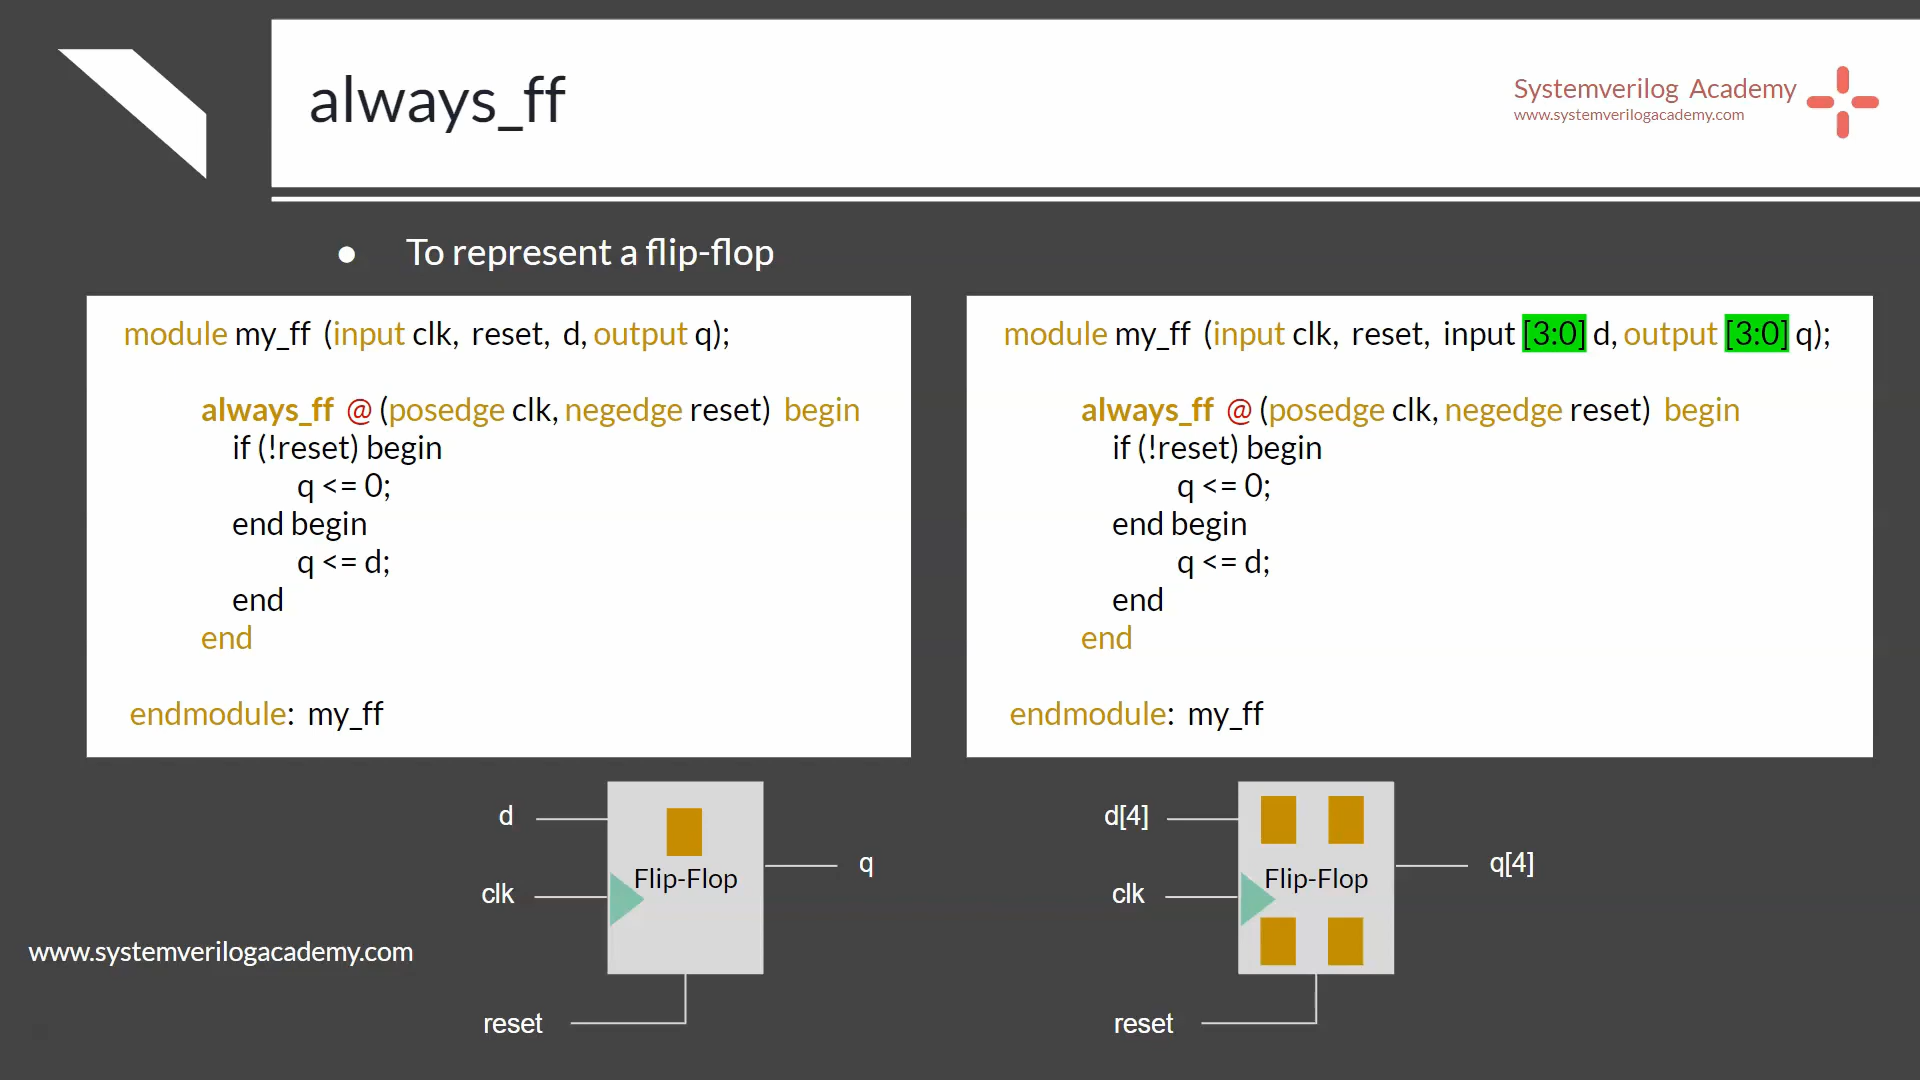 always_ff
Systemverilog Academy
www.systemverilogacademy.com
● To represent a flip-flop
module my_ff (input clk, reset, d, output q);
always_ff @ (posedge clk, negedge reset) begin
if (!reset) begin
q <= 0;
end begin
q <= d;
end
end
endmodule: my_ff
module my_ff (input clk, reset, input [3:0] d, output [3:0] q);
always_ff @ (posedge clk, negedge reset) begin
if (!reset) begin
q <= 0;
end begin
q <= d;
end
end
endmodule: my_ff
d
q
Flip-Flop
clk
reset
d[4]
q[4]
Flip-Flop
clk
reset
www.systemverilogacademy.com